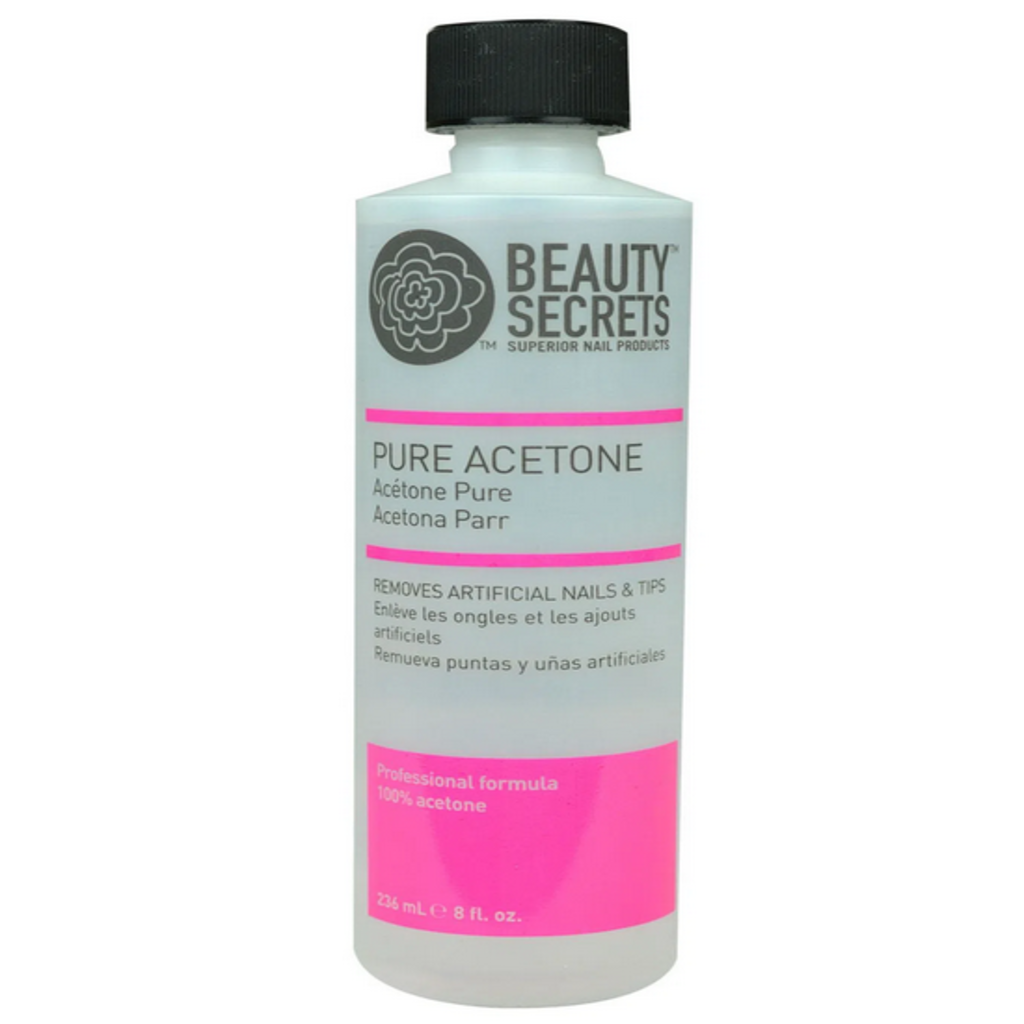 BEAUTY™
SECRETS
™ SUPERIOR NAIL PRODUCTS
PURE ACETONE
Acétone Pure
Acetona Parr
REMOVES ARTIFICIAL NAILS & TIPS
Enlève les ongles et les ajouts
artificiels
Remueva puntas y uñas artificiales
Professional formula
100% acetone
236 mL ℮ 8 fl. oz.